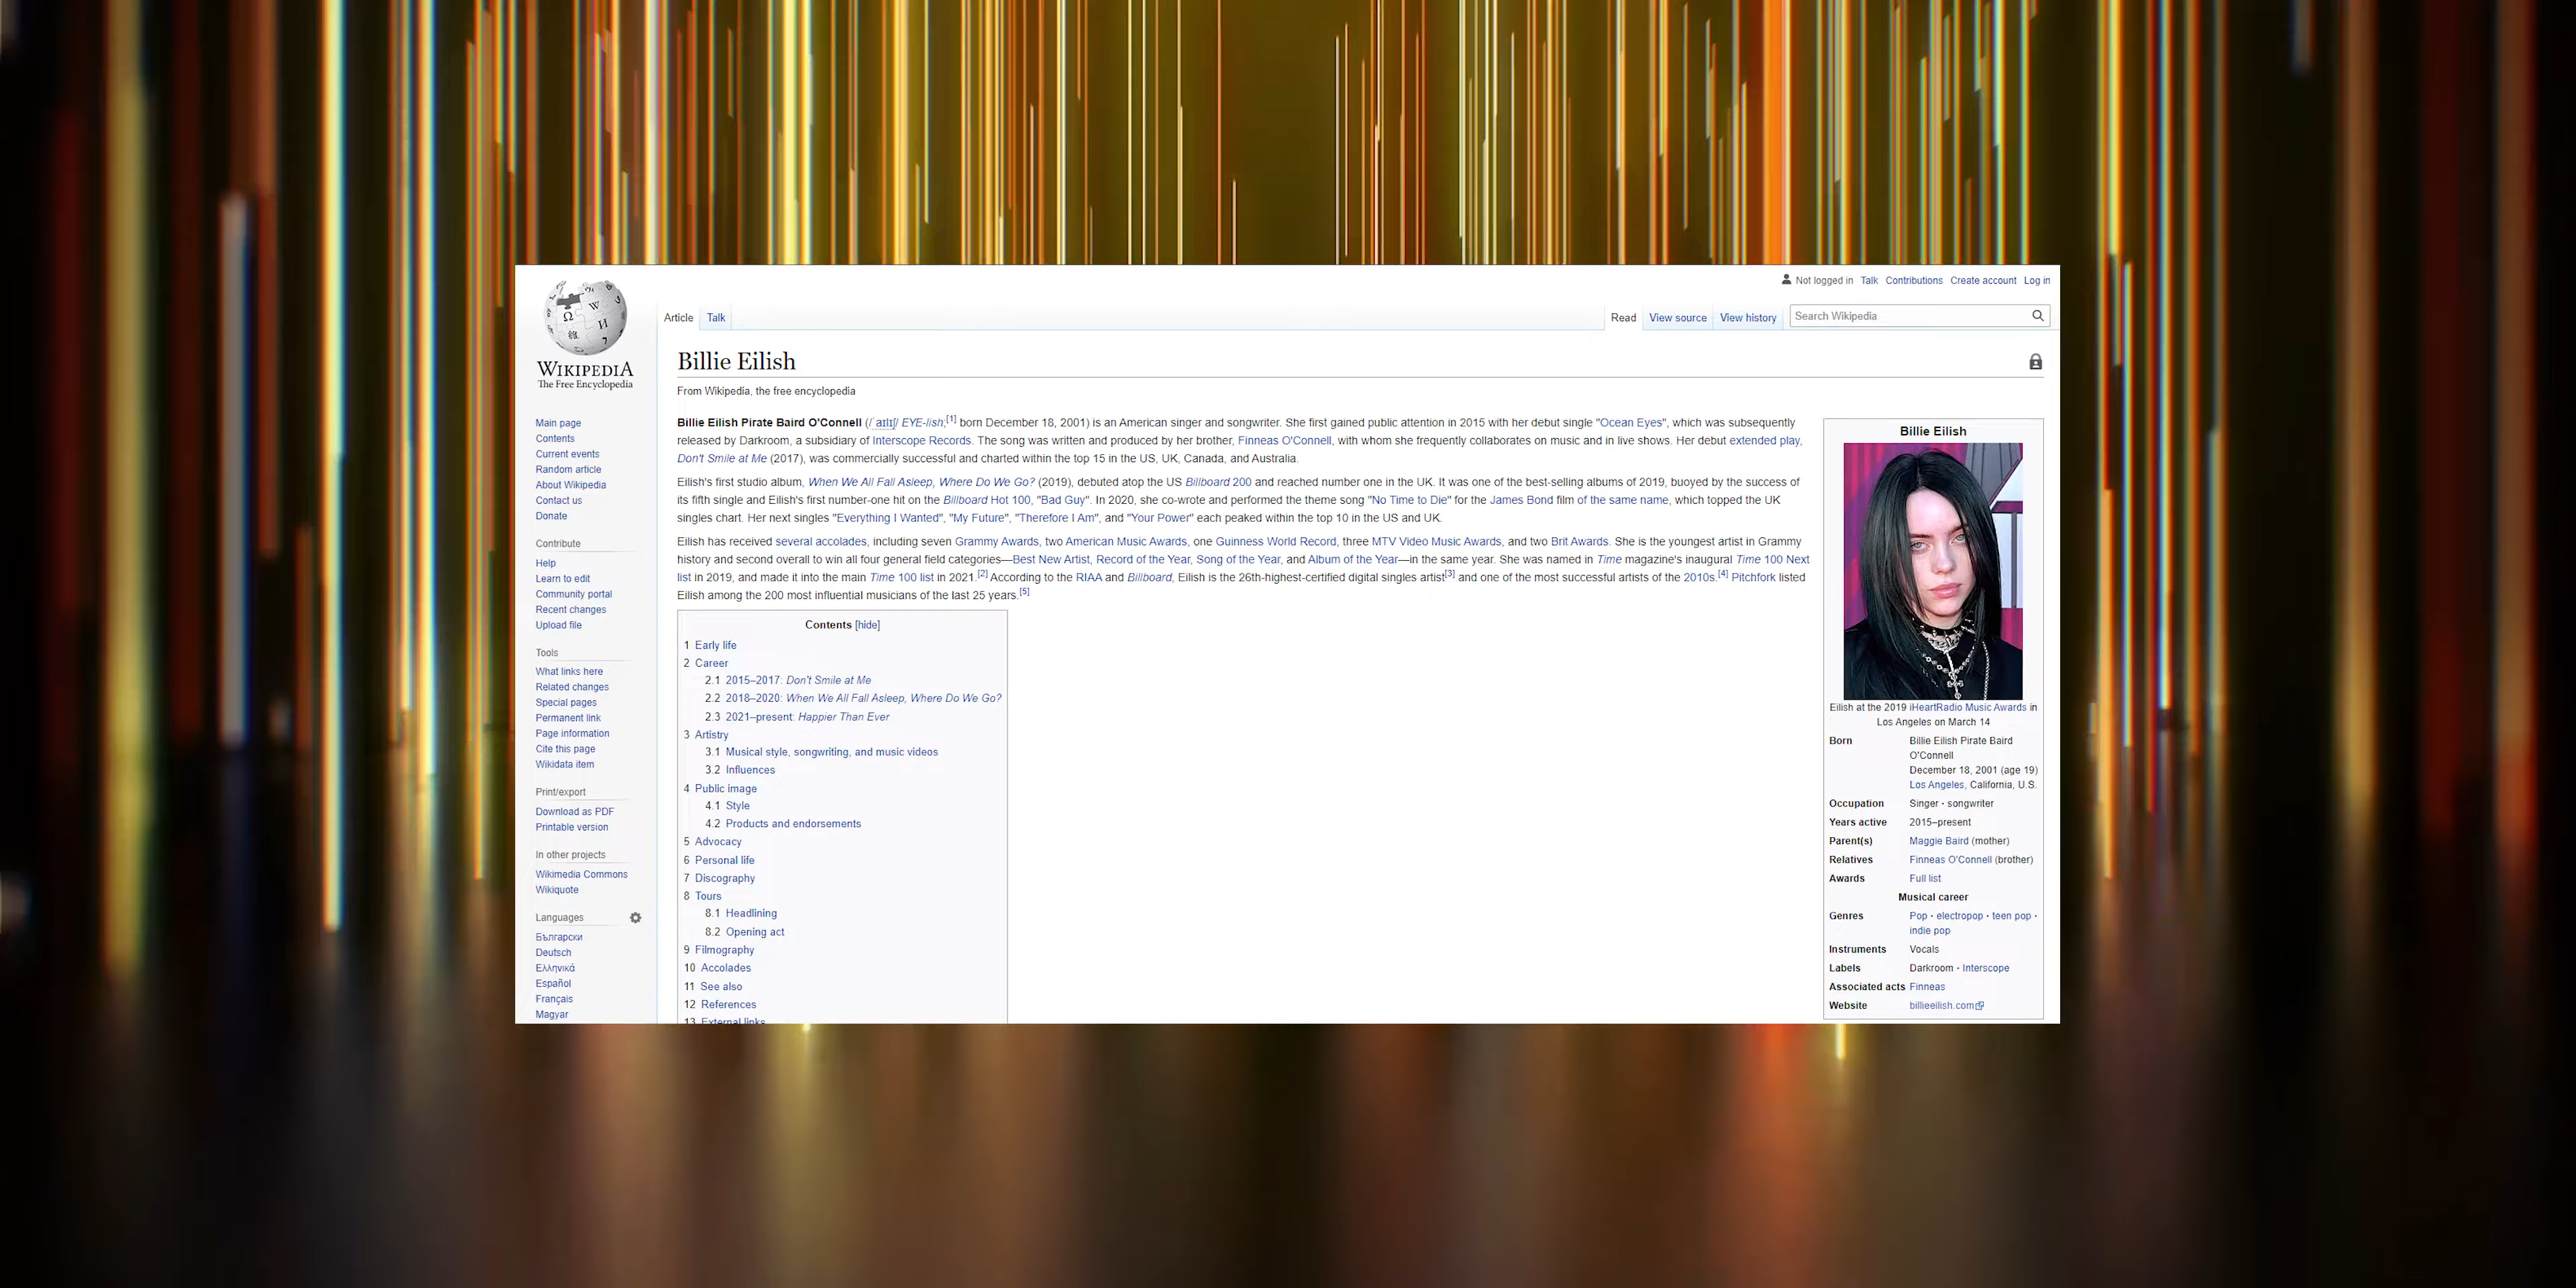 WIKIPEDIA
The Free Encyclopedia
Not logged in Talk Contributions Create account Log in
Article Talk
Read View source View history Search Wikipedia
Main page
Contents
Current events
Random article
About Wikipedia
Contact us
Donate
Contribute
Help
Learn to edit
Community portal
Recent changes
Upload file
Tools
What links here
Related changes
Special pages
Permanent link
Page information
Cite this page
Wikidata item
Print/export
Download as PDF
Printable version
In other projects
Wikimedia Commons
Wikiquote
Languages
Български
Deutsch
Ελληνικά
Español
Français
Magyar
Billie Eilish
From Wikipedia, the free encyclopedia
Billie Eilish Pirate Baird O'Connell (/ˈaɪlɪʃ/ EYE-lish;[1] born December 18, 2001) is an American singer and songwriter. She first gained public attention in 2015 with her debut single "Ocean Eyes", which was subsequently
released by Darkroom, a subsidiary of Interscope Records. The song was written and produced by her brother, Finneas O'Connell, with whom she frequently collaborates on music and in live shows. Her debut extended play,
Don't Smile at Me (2017), was commercially successful and charted within the top 15 in the US, UK, Canada, and Australia.
Eilish's first studio album, When We All Fall Asleep, Where Do We Go? (2019), debuted atop the US Billboard 200 and reached number one in the UK. It was one of the best-selling albums of 2019, buoyed by the success of
its fifth single and Eilish's first number-one hit on the Billboard Hot 100, "Bad Guy". In 2020, she co-wrote and performed the theme song "No Time to Die" for the James Bond film of the same name, which topped the UK
singles chart. Her next singles "Everything I Wanted", "My Future", "Therefore I Am", and "Your Power" each peaked within the top 10 in the US and UK.
Eilish has received several accolades, including seven Grammy Awards, two American Music Awards, one Guinness World Record, three MTV Video Music Awards, and two Brit Awards. She is the youngest artist in Grammy
history and second overall to win all four general field categories—Best New Artist, Record of the Year, Song of the Year, and Album of the Year—in the same year. She was named in Time magazine's inaugural Time 100 Next
list in 2019, and made it into the main Time 100 list in 2021.[2] According to the RIAA and Billboard, Eilish is the 26th-highest-certified digital singles artist[3] and one of the most successful artists of the 2010s.[4] Pitchfork listed
Eilish among the 200 most influential musicians of the last 25 years.[5]
Contents [hide]
1 Early life
2 Career
2.1 2015–2017: Don't Smile at Me
2.2 2018–2020: When We All Fall Asleep, Where Do We Go?
2.3 2021–present: Happier Than Ever
3 Artistry
3.1 Musical style, songwriting, and music videos
3.2 Influences
4 Public image
4.1 Style
4.2 Products and endorsements
5 Advocacy
6 Personal life
7 Discography
8 Tours
8.1 Headlining
8.2 Opening act
9 Filmography
10 Accolades
11 See also
12 References
13 External links
Billie Eilish
Eilish at the 2019 iHeartRadio Music Awards in
Los Angeles on March 14
Born Billie Eilish Pirate Baird
O'Connell
December 18, 2001 (age 19)
Los Angeles, California, U.S.
Occupation Singer · songwriter
Years active 2015–present
Parent(s) Maggie Baird (mother)
Relatives Finneas O'Connell (brother)
Awards Full list
Musical career
Genres Pop · electropop · teen pop ·
indie pop
Instruments Vocals
Labels Darkroom · Interscope
Associated acts Finneas
Website billieeilish.com